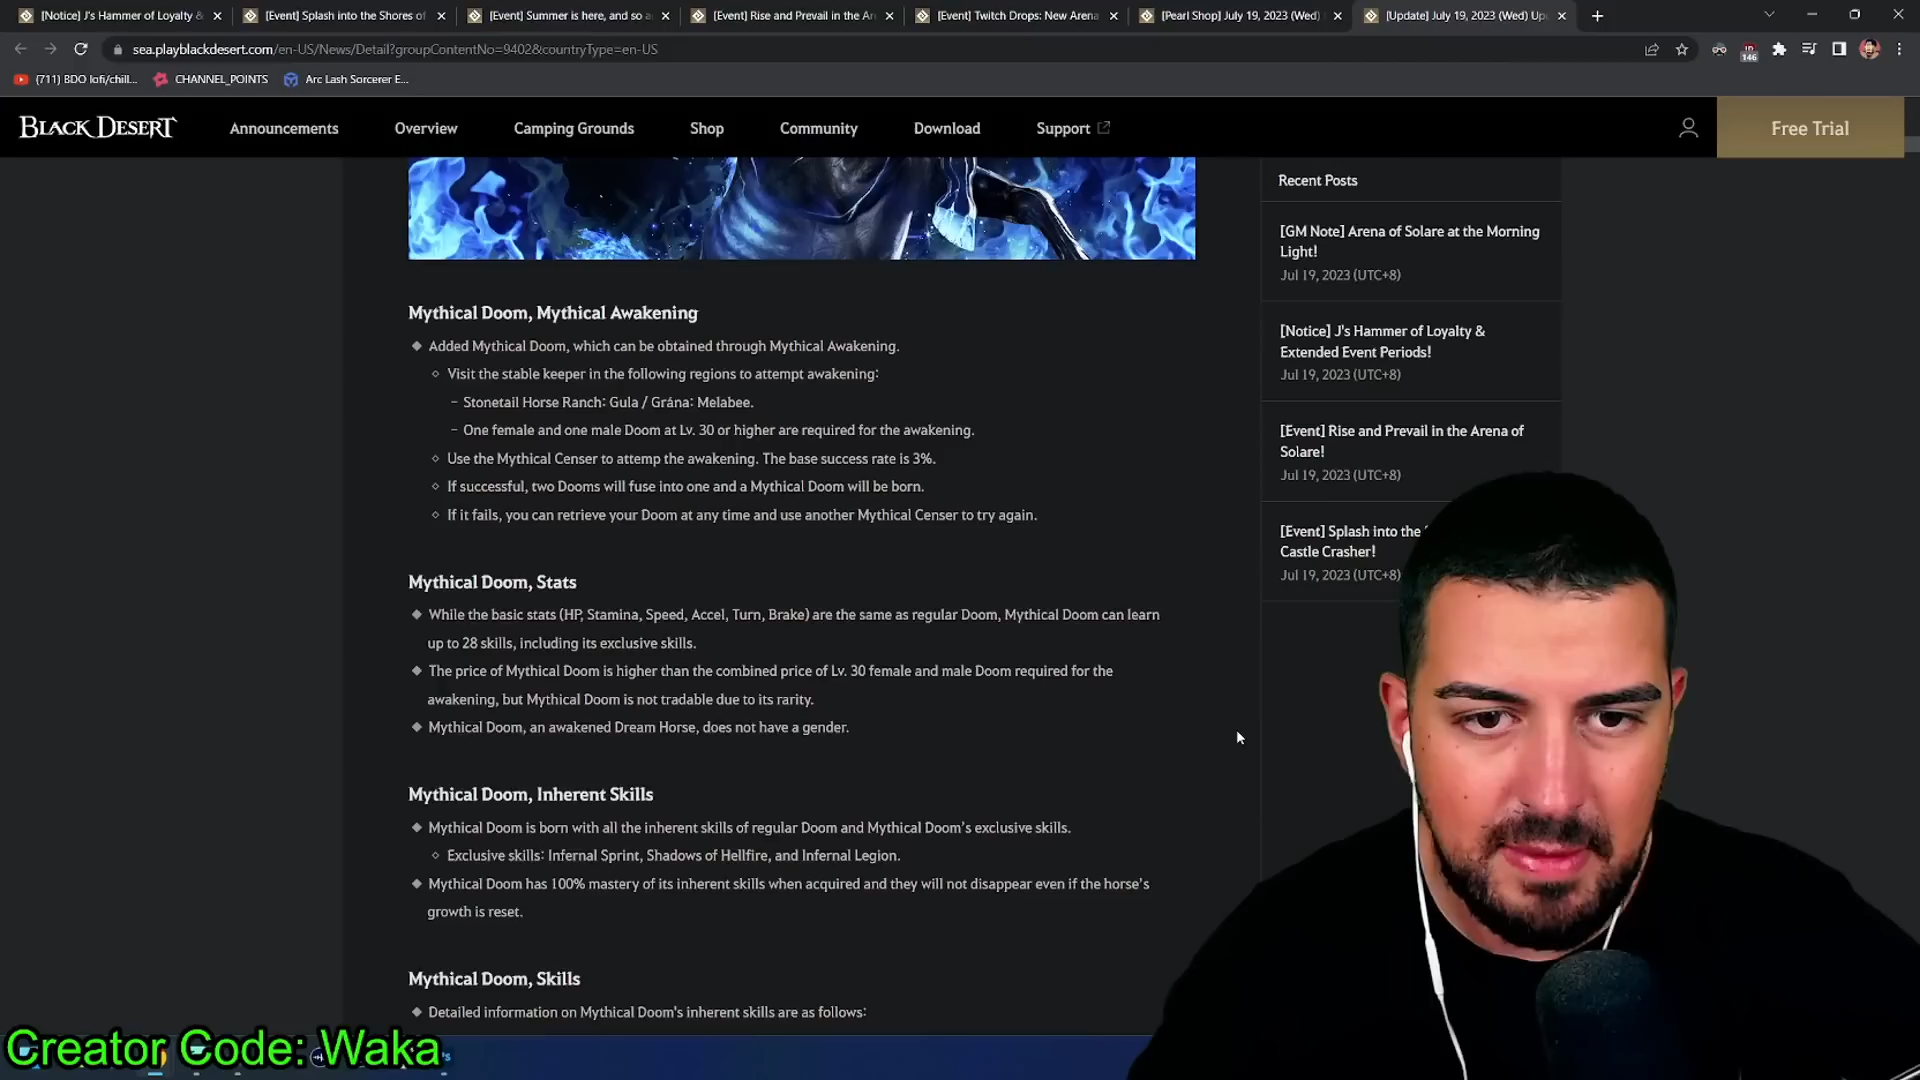 [Notice] J's Hammer of Loyalty &
[Event] Splash into the Shores of
[Event] Summer is here, and so a
[Event] Rise and Prevail in the Ar
[Event] Twitch Drops: New Arena
[Pearl Shop] July 19, 2023 (Wed)
[Update] July 19, 2023 (Wed) Up
sea.playblackdesert.com/en-US/News/Detail?groupContentNo=9402&countryType=en-US
146
(711) BDO lofi/chill...
CHANNEL_POINTS
Arc Lash Sorcerer E...
BLACK DESERT
Announcements
Overview
Camping Grounds
Shop
Community
Download
Support
Free Trial
Mythical Doom, Mythical Awakening
Added Mythical Doom, which can be obtained through Mythical Awakening.
Visit the stable keeper in the following regions to attempt awakening:
- Stonetail Horse Ranch: Gula / Grána: Melabee.
- One female and one male Doom at Lv. 30 or higher are required for the awakening.
Use the Mythical Censer to attemp the awakening. The base success rate is 3%.
If successful, two Dooms will fuse into one and a Mythical Doom will be born.
If it fails, you can retrieve your Doom at any time and use another Mythical Censer to try again.
Mythical Doom, Stats
While the basic stats (HP, Stamina, Speed, Accel, Turn, Brake) are the same as regular Doom, Mythical Doom can learn
up to 28 skills, including its exclusive skills.
The price of Mythical Doom is higher than the combined price of Lv. 30 female and male Doom required for the
awakening, but Mythical Doom is not tradable due to its rarity.
Mythical Doom, an awakened Dream Horse, does not have a gender.
Mythical Doom, Inherent Skills
Mythical Doom is born with all the inherent skills of regular Doom and Mythical Doom's exclusive skills.
Exclusive skills: Infernal Sprint, Shadows of Hellfire, and Infernal Legion.
Mythical Doom has 100% mastery of its inherent skills when acquired and they will not disappear even if the horse's
growth is reset.
Mythical Doom, Skills
Detailed information on Mythical Doom's inherent skills are as follows:
Recent Posts
[GM Note] Arena of Solare at the Morning
Light!
Jul 19, 2023 (UTC+8)
[Notice] J's Hammer of Loyalty &
Extended Event Periods!
Jul 19, 2023 (UTC+8)
[Event] Rise and Prevail in the Arena of
Solare!
Jul 19, 2023 (UTC+8)
[Event] Splash into the
Castle Crasher!
Jul 19, 2023 (UTC+8)
Creator Code: Waka